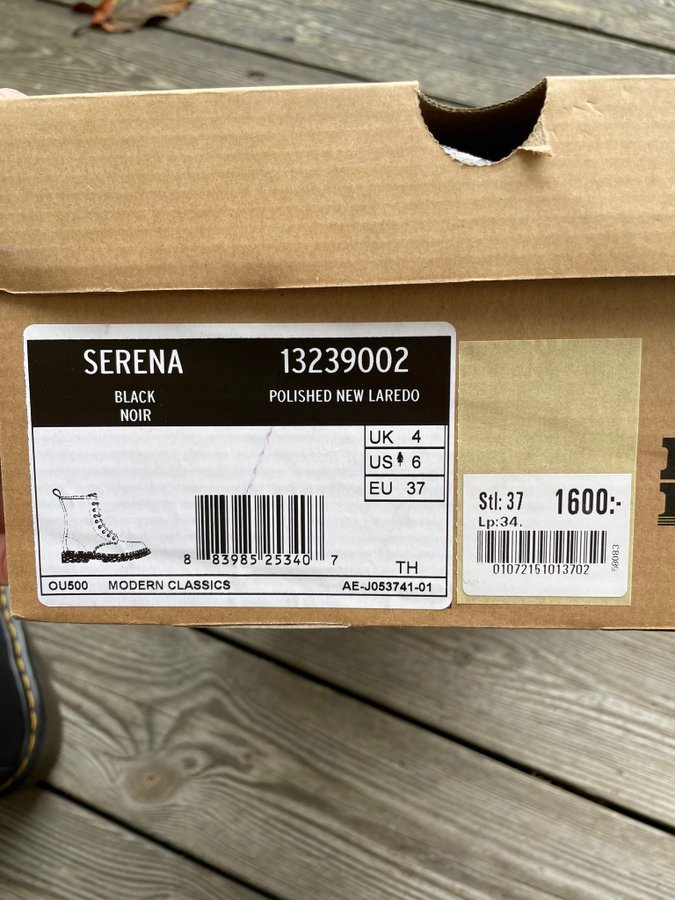 SERENA 13239002
BLACK POLISHED NEW LAREDO
NOIR
UK 4
US 6
EU 37
8 83985 25340 7
TH
OU500 MODERN CLASSICS AE-J053741-01
Stl: 37 1600:-
Lp:34.
01072151013702
58083